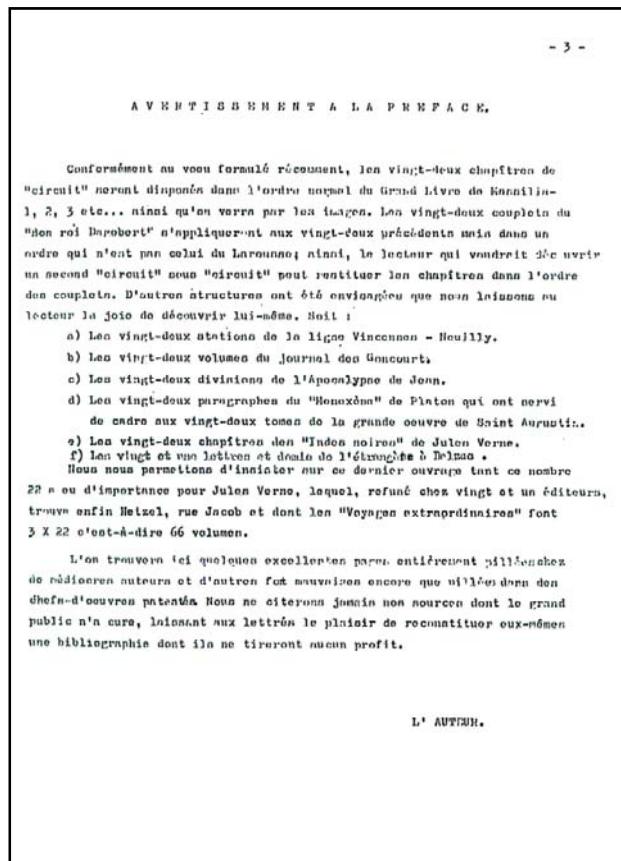 - 3 -
AVERTISSEMENT A LA PREFACE.
Conformément au voeu formulé récemment, les vingt-deux chapitres de
"circuit" seront disposés dans l'ordre normal du Grand Livre de
1, 2, 3 etc... ainsi qu'on verra par les images. Les vingt-deux couplets du
"Bon roi Dagobert" s'appliqueront aux vingt-deux précédents mais dans un
ordre qui n'est pas celui du Larousse; ainsi, le lecteur qui voudrait déc uvrir
un second "circuit" sous "circuit" peut restituer les chapitres dans l'ordre
des couplets. D'autres structures ont été envisagées que nous laissons au
lecteur la joie de découvrir lui-même. Soit :
a) Les vingt-deux stations de la ligne Vincennes - Neuilly.
b) Les vingt-deux volumes du journal des Goncourt.
c) Les vingt-deux divisions de l'Apocalypse de Jean.
d) Les vingt-deux paragraphes du de Platon qui ont servi
de cadre aux vingt-deux tomes de la grande oeuvre de Saint Augustin.
e) Les vingt-deux chapitres des "Indes noires" de Jules Verne.
f) Les vingt et une lettres et demie de l'étrangère à
Nous nous permettons d'insister sur ce dernier ouvrage tant ce nombre
22 a eu d'importance pour Jules Verne, lequel, refusé chez vingt et un éditeurs,
trouve enfin Hetzel, rue Jacob et dont les "Voyages extraordinaires" font
3 X 22 c'est-à-dire 66 volumes.
L'on trouvera ici quelques excellentes pages entièrement pillées chez
de médiocres auteurs et d'autres fort mauvaises encore que pillées dans des
chefs-d'oeuvres patentés. Nous ne citerons jamais nos sources dont le grand
public n'a cure, laissant aux lettrés le plaisir de reconstituer eux-mêmes
une bibliographie dont ils ne tireront aucun profit.
L' AUTEUR.